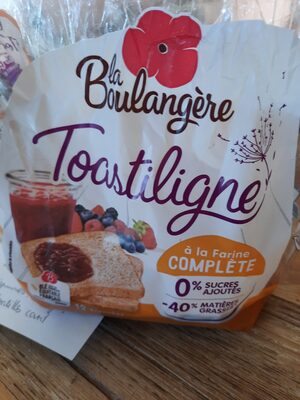 la
Boulangère
Toastiligne
à la Farine
COMPLÈTE
0% SUCRES
AJOUTÉS
-40% MATIÈRES
GRASSES